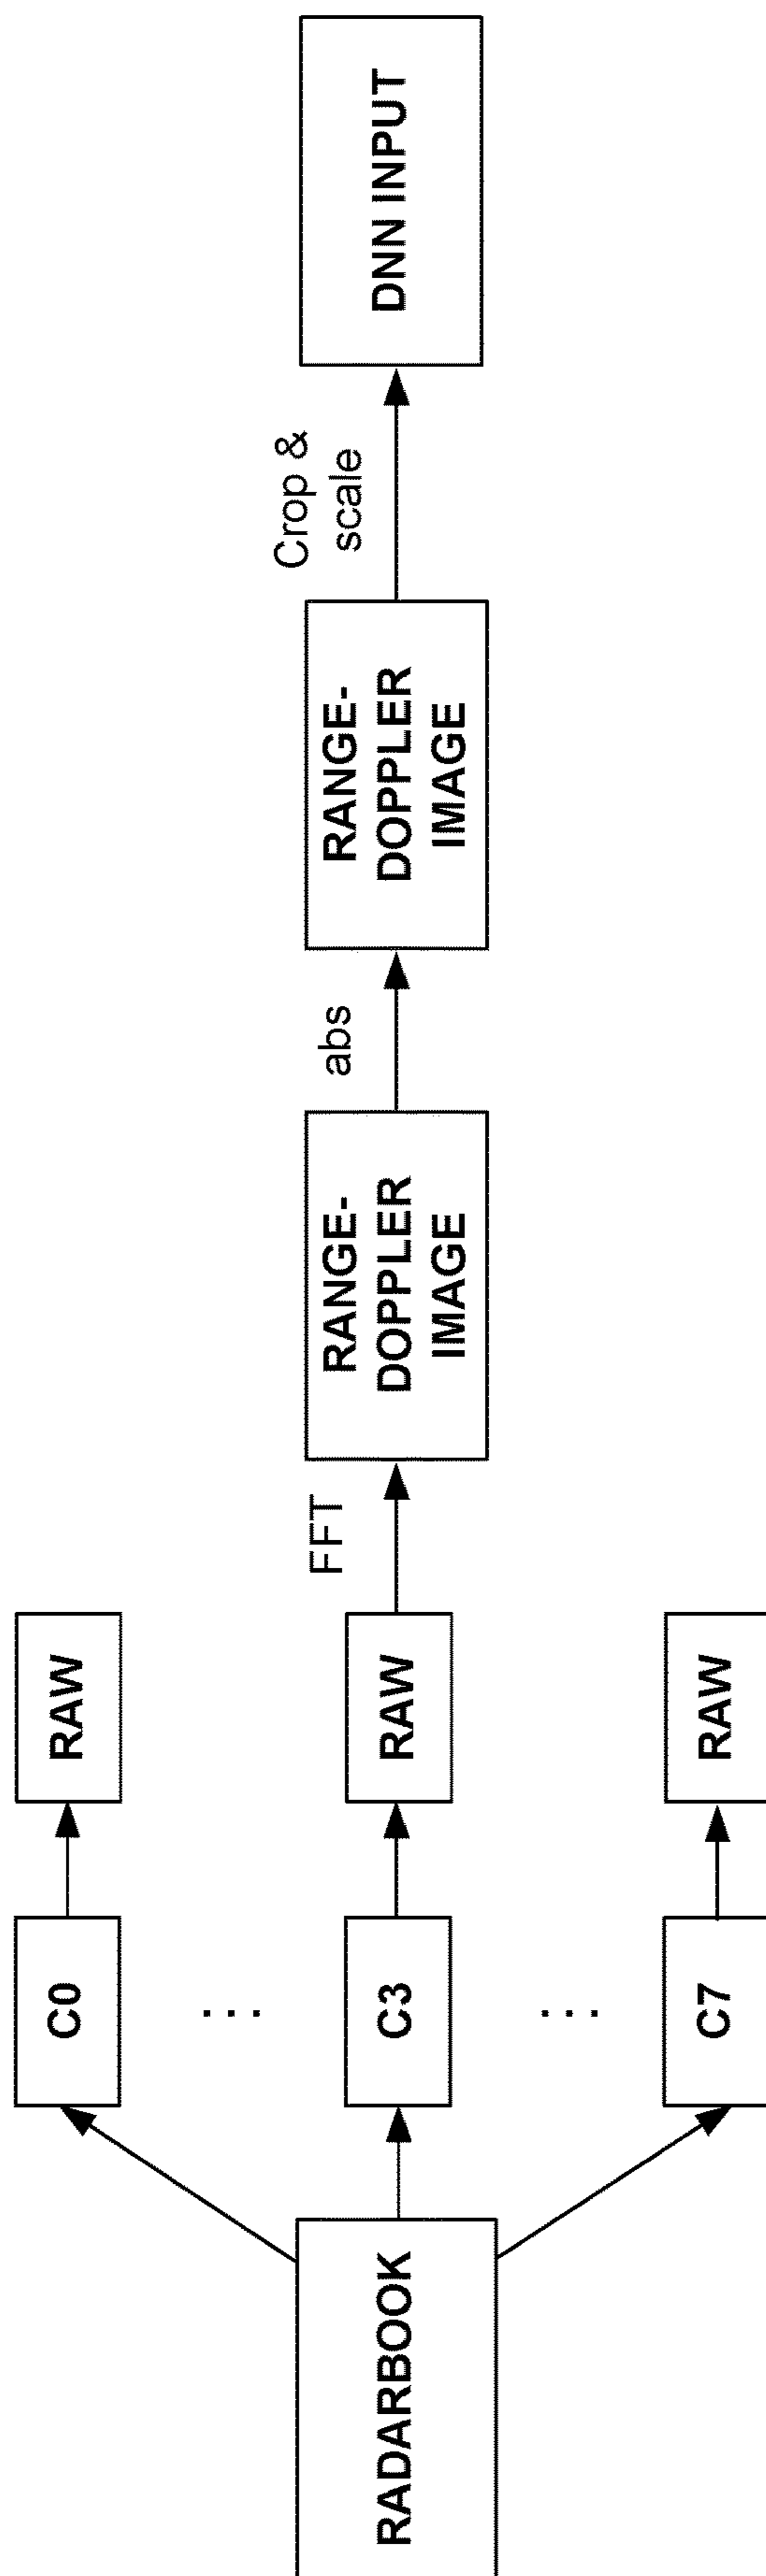 RADARBOOK
C0
...
C3
...
C7
RAW
RAW
RAW
FFT
RANGE-
DOPPLER
IMAGE
abs
RANGE-
DOPPLER
IMAGE
Crop &
scale
DNN INPUT